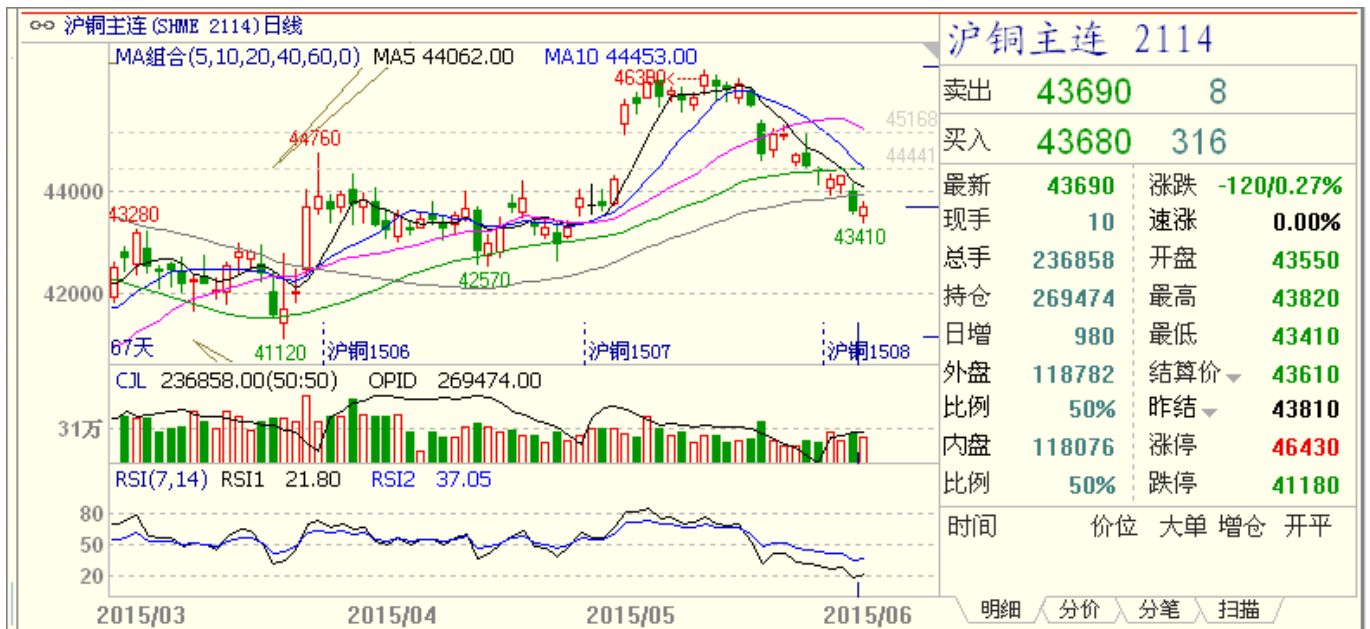 沪铜主连(SHME 2114)日线
MA组合(5,10,20,40,60,0) MA5 44062.00 MA10 44453.00
46380
45168
44760
44441
44000
43280
43410
42570
42000
67天
41120
沪铜1506
沪铜1507
沪铜1508
CJL 236858.00(50:50) OPID 269474.00
31万
RSI(7,14) RSI1 21.80 RSI2 37.05
80
50
20
2015/03 2015/04 2015/05 2015/06
沪铜主连 2114
卖出 43690 8
买入 43680 316
最新 43690 涨跌 -120/0.27%
现手 10 速涨 0.00%
总手 236858 开盘 43550
持仓 269474 最高 43820
日增 980 最低 43410
外盘 118782 结算价 43610
比例 50% 昨结 43810
内盘 118076 涨停 46430
比例 50% 跌停 41180
时间 价位 大单 增仓 开平
明细 分价 分笔 扫描